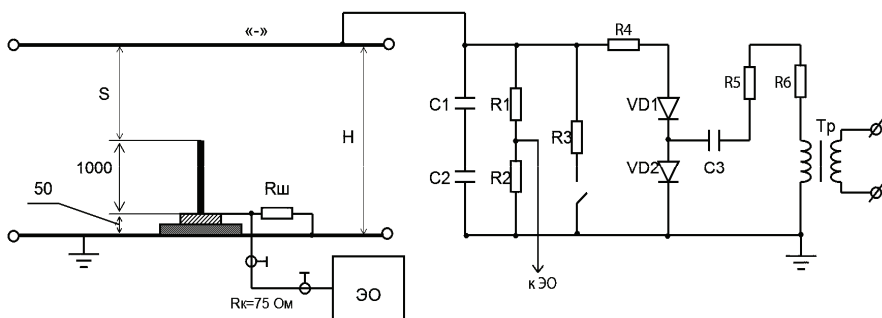 «-»
S
H
1000
50
Rш
Rк=75 Ом
ЭО
C1
C2
R1
R2
R3
R4
VD1
VD2
C3
R5
R6
Тр
к ЭО